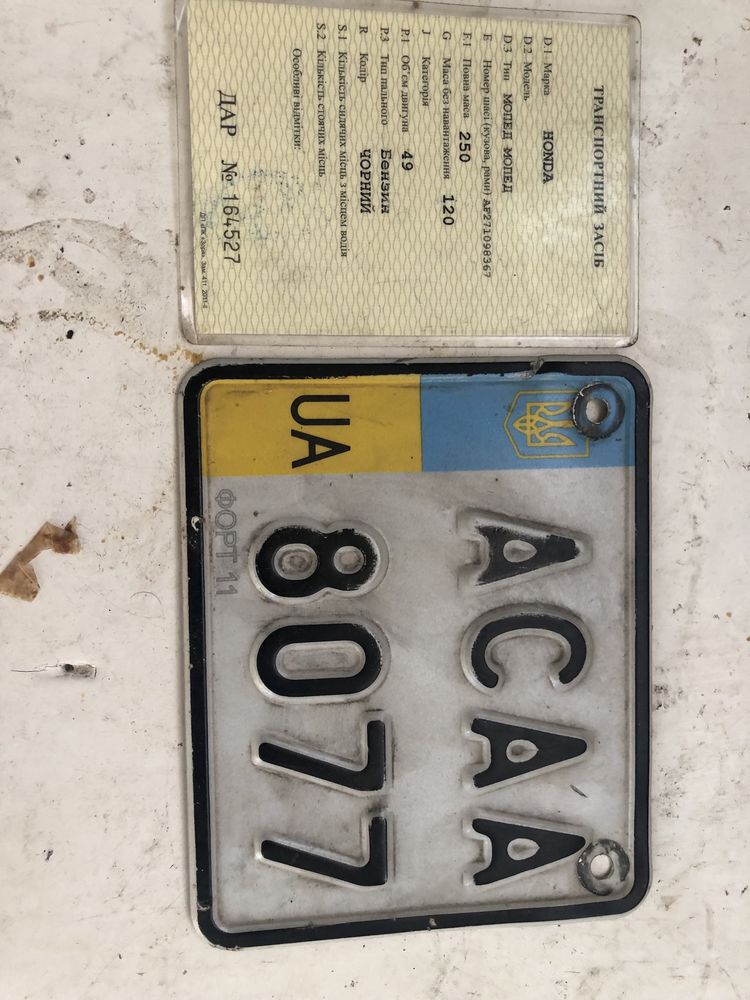 ТРАНСПОРТНИЙ ЗАСІБ
D.1 Марка HONDA
D.2 Модель
D.3 Тип МОПЕД МОПЕД
E Номер шасі (кузова, рами) AF271098367
F.1 Повна маса 250
G Маса без навантаження 120
J Категорія
P.1 Об'єм двигуна 49
P.3 Тип пального Бензин
R Колір ЧОРНИЙ
S.1 Кількість сидячих місць з місцем водія
S.2 Кількість стоячих місць
Особливі відмітки:
ДАР № 164527
UA
ACAA
8077
ФОРТ 11